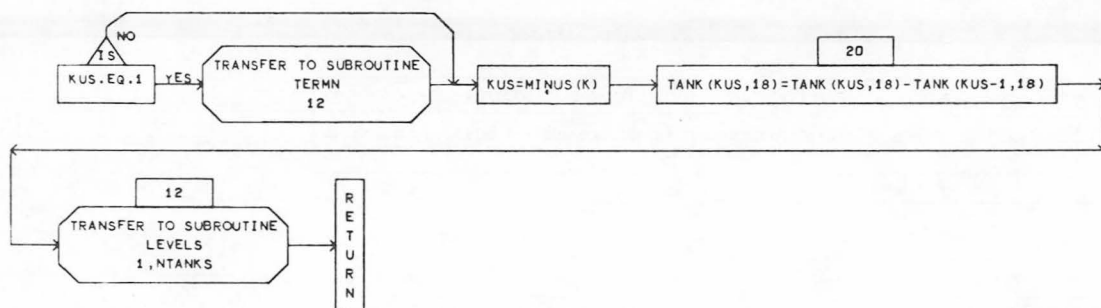 NO
IS
KUS.EQ.1
YES
TRANSFER TO SUBROUTINE
TERMN
12
KUS=MINUS(K)
20
TANK(KUS,18)=TANK(KUS,18)-TANK(KUS-1,18)
12
TRANSFER TO SUBROUTINE
LEVELS
1,NTANKS
RETURN